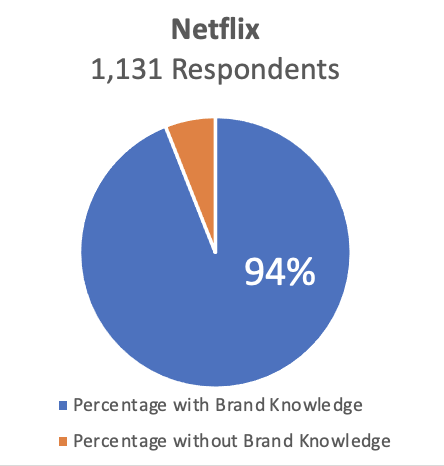 Netflix
1,131 Respondents
94%
Percentage with Brand Knowledge
Percentage without Brand Knowledge